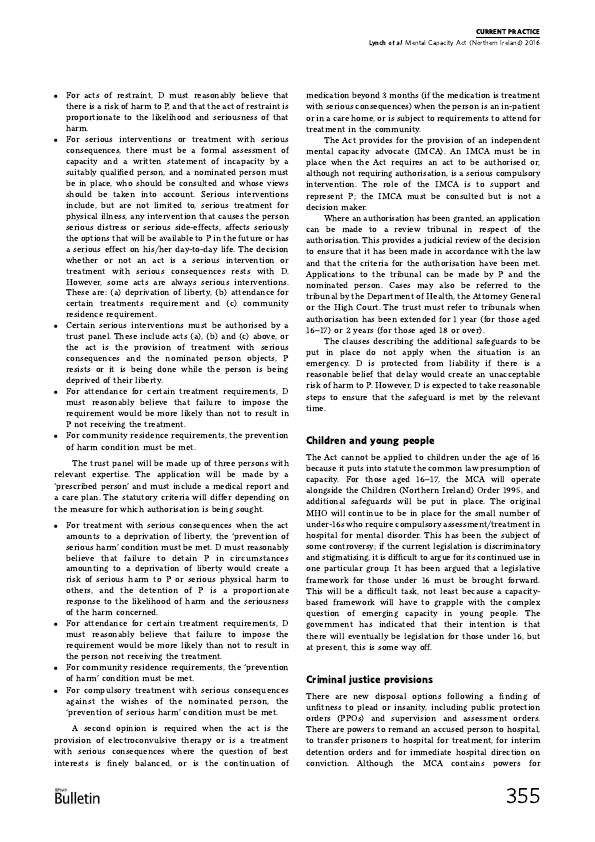 CURRENT PRACTICE
Lynch et al Mental Capacity Act (Northern Ireland) 2016
• For acts of restraint, D must reasonably believe that
there is a risk of harm to P, and that the act of restraint is
proportionate to the likelihood and seriousness of that
harm.
• For serious interventions or treatment with serious
consequences, there must be a formal assessment of
capacity and a written statement of incapacity by a
suitably qualified person, and a nominated person must
be in place, who should be consulted and whose views
should be taken into account. Serious interventions
include, but are not limited to, serious treatment for
physical illness, any intervention that causes the person
serious distress or serious side-effects, affects seriously
the options that will be available to P in the future or has
a serious effect on his/her day-to-day life. The decision
whether or not an act is a serious intervention or
treatment with serious consequences rests with D.
However, some acts are always serious interventions.
These are: (a) deprivation of liberty, (b) attendance for
certain treatments requirement and (c) community
residence requirement.
• Certain serious interventions must be authorised by a
trust panel. These include acts (a), (b) and (c) above, or
the act is the provision of treatment with serious
consequences and the nominated person objects, P
resists or it is being done while the person is being
deprived of their liberty.
• For attendance for certain treatment requirements, D
must reasonably believe that failure to impose the
requirement would be more likely than not to result in
P not receiving the treatment.
• For community residence requirements, the prevention
of harm condition must be met.
The trust panel will be made up of three persons with
relevant expertise. The application will be made by a
‘prescribed person’ and must include a medical report and
a care plan. The statutory criteria will differ depending on
the measure for which authorisation is being sought.
• For treatment with serious consequences when the act
amounts to a deprivation of liberty, the ‘prevention of
serious harm’ condition must be met. D must reasonably
believe that failure to detain P in circumstances
amounting to a deprivation of liberty would create a
risk of serious harm to P or serious physical harm to
others, and the detention of P is a proportionate
response to the likelihood of harm and the seriousness
of the harm concerned.
• For attendance for certain treatment requirements, D
must reasonably believe that failure to impose the
requirement would be more likely than not to result in
the person not receiving the treatment.
• For community residence requirements, the ‘prevention
of harm’ condition must be met.
• For compulsory treatment with serious consequences
against the wishes of the nominated person, the
‘prevention of serious harm’ condition must be met.
A second opinion is required when the act is the
provision of electroconvulsive therapy or is a treatment
with serious consequences where the question of best
interests is finely balanced, or is the continuation of
medication beyond 3 months (if the medication is treatment
with serious consequences) when the person is an in-patient
or in a care home, or is subject to requirements to attend for
treatment in the community.
The Act provides for the provision of an independent
mental capacity advocate (IMCA). An IMCA must be in
place when the Act requires an act to be authorised or,
although not requiring authorisation, is a serious compulsory
intervention. The role of the IMCA is to support and
represent P; the IMCA must be consulted but is not a
decision maker.
Where an authorisation has been granted, an application
can be made to a review tribunal in respect of the
authorisation. This provides a judicial review of the decision
to ensure that it has been made in accordance with the law
and that the criteria for the authorisation have been met.
Applications to the tribunal can be made by P and the
nominated person. Cases may also be referred to the
tribunal by the Department of Health, the Attorney General
or the High Court. The trust must refer to tribunals when
authorisation has been extended for 1 year (for those aged
16–17) or 2 years (for those aged 18 or over).
The clauses describing the additional safeguards to be
put in place do not apply when the situation is an
emergency. D is protected from liability if there is a
reasonable belief that delay would create an unacceptable
risk of harm to P. However, D is expected to take reasonable
steps to ensure that the safeguard is met by the relevant
time.
Children and young people
The Act cannot be applied to children under the age of 16
because it puts into statute the common law presumption of
capacity. For those aged 16–17, the MCA will operate
alongside the Children (Northern Ireland) Order 1995, and
additional safeguards will be put in place. The original
MHO will continue to be in place for the small number of
under-16s who require compulsory assessment/treatment in
hospital for mental disorder. This has been the subject of
some controversy; if the current legislation is discriminatory
and stigmatising, it is difficult to argue for its continued use in
one particular group. It has been argued that a legislative
framework for those under 16 must be brought forward.
This will be a difficult task, not least because a capacity-
based framework will have to grapple with the complex
question of emerging capacity in young people. The
government has indicated that their intention is that
there will eventually be legislation for those under 16, but
at present, this is some way off.
Criminal justice provisions
There are new disposal options following a finding of
unfitness to plead or insanity, including public protection
orders (PPOs) and supervision and assessment orders.
There are powers to remand an accused person to hospital,
to transfer prisoners to hospital for treatment, for interim
detention orders and for immediate hospital direction on
conviction. Although the MCA contains powers for
BJPsych
Bulletin
355